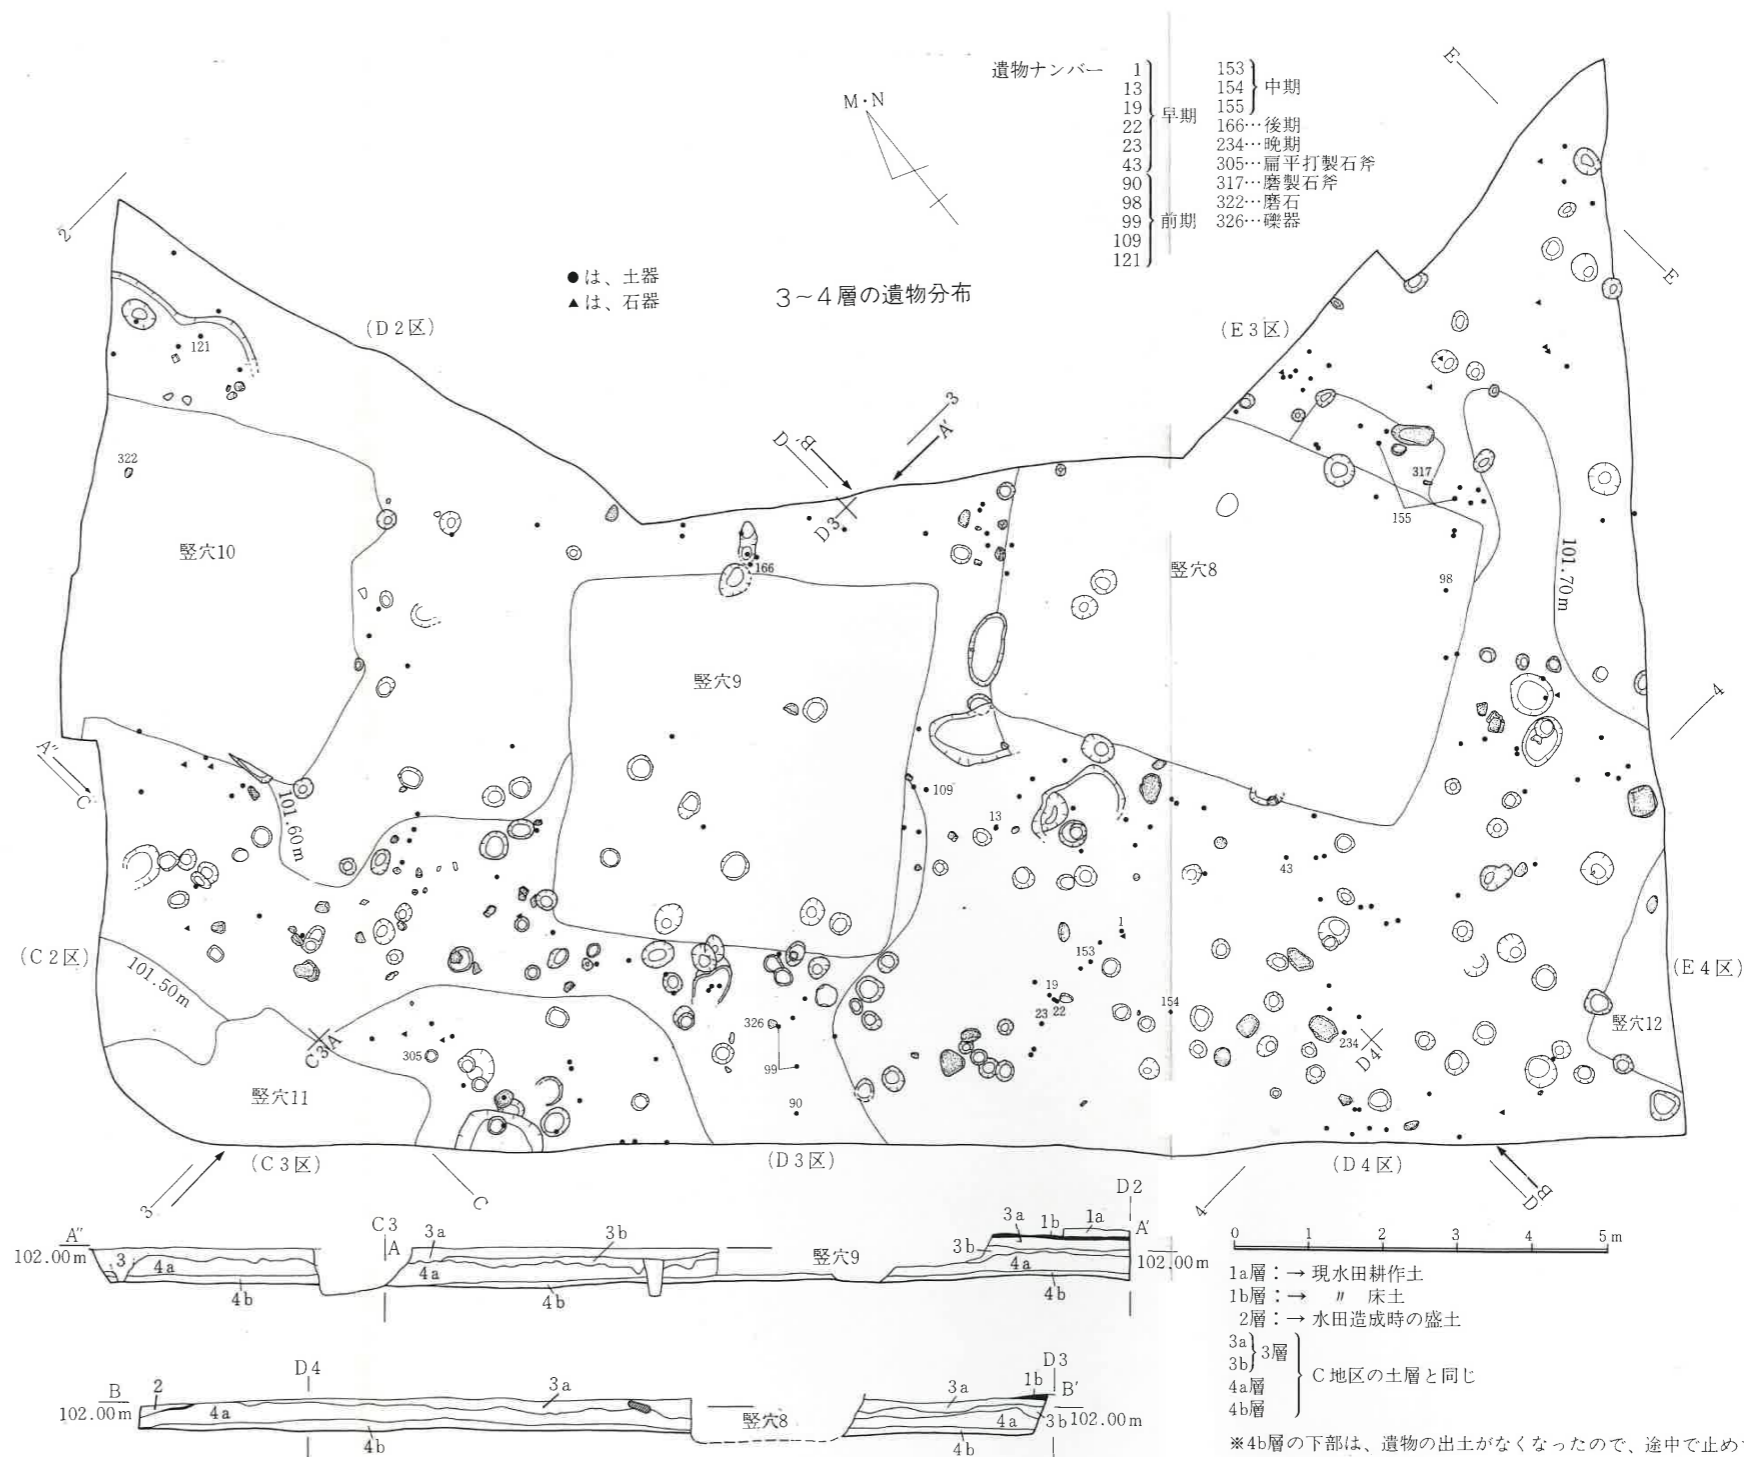 遺物ナンバー
1
13
19
22
23
43
早期
90
98
99
109
121
前期
153
154
155
中期
166…後期
234…晩期
305…扁平打製石斧
317…磨製石斧
322…磨石
326…礫器
M・N
●は、土器
▲は、石器
3~4層の遺物分布
E
E
2
(D2区)
(E3区)
121
3
A′
D
B′
D3
322
317
155
竪穴10
166
竪穴8
98
101.70m
竪穴9
4
A″
C
101.60m
109
13
43
1
153
(C2区)
101.50m
19
22
23
154
(E4区)
326
竪穴12
C3
A
305
234
D4
99
竪穴11
90
(C3区)
(D3区)
(D4区)
3
C
4
B
D
A″
102.00m
3
4a
4b
C3
A
3a
3b
4a
4b
竪穴9
3a
1b
1a
D2
A′
3b
4a
4b
102.00m
0 1 2 3 4 5m
1a層:→現水田耕作土
1b層:→ 〃 床土
2層:→水田造成時の盛土
3a
3b
3層
4a層
4b層
C地区の土層と同じ
B
102.00m
2
4a
D4
4b
3a
竪穴8
3a
1b
D3
B′
4a
3b
102.00m
4b
※4b層の下部は、遺物の出土がなくなったので、途中で止め